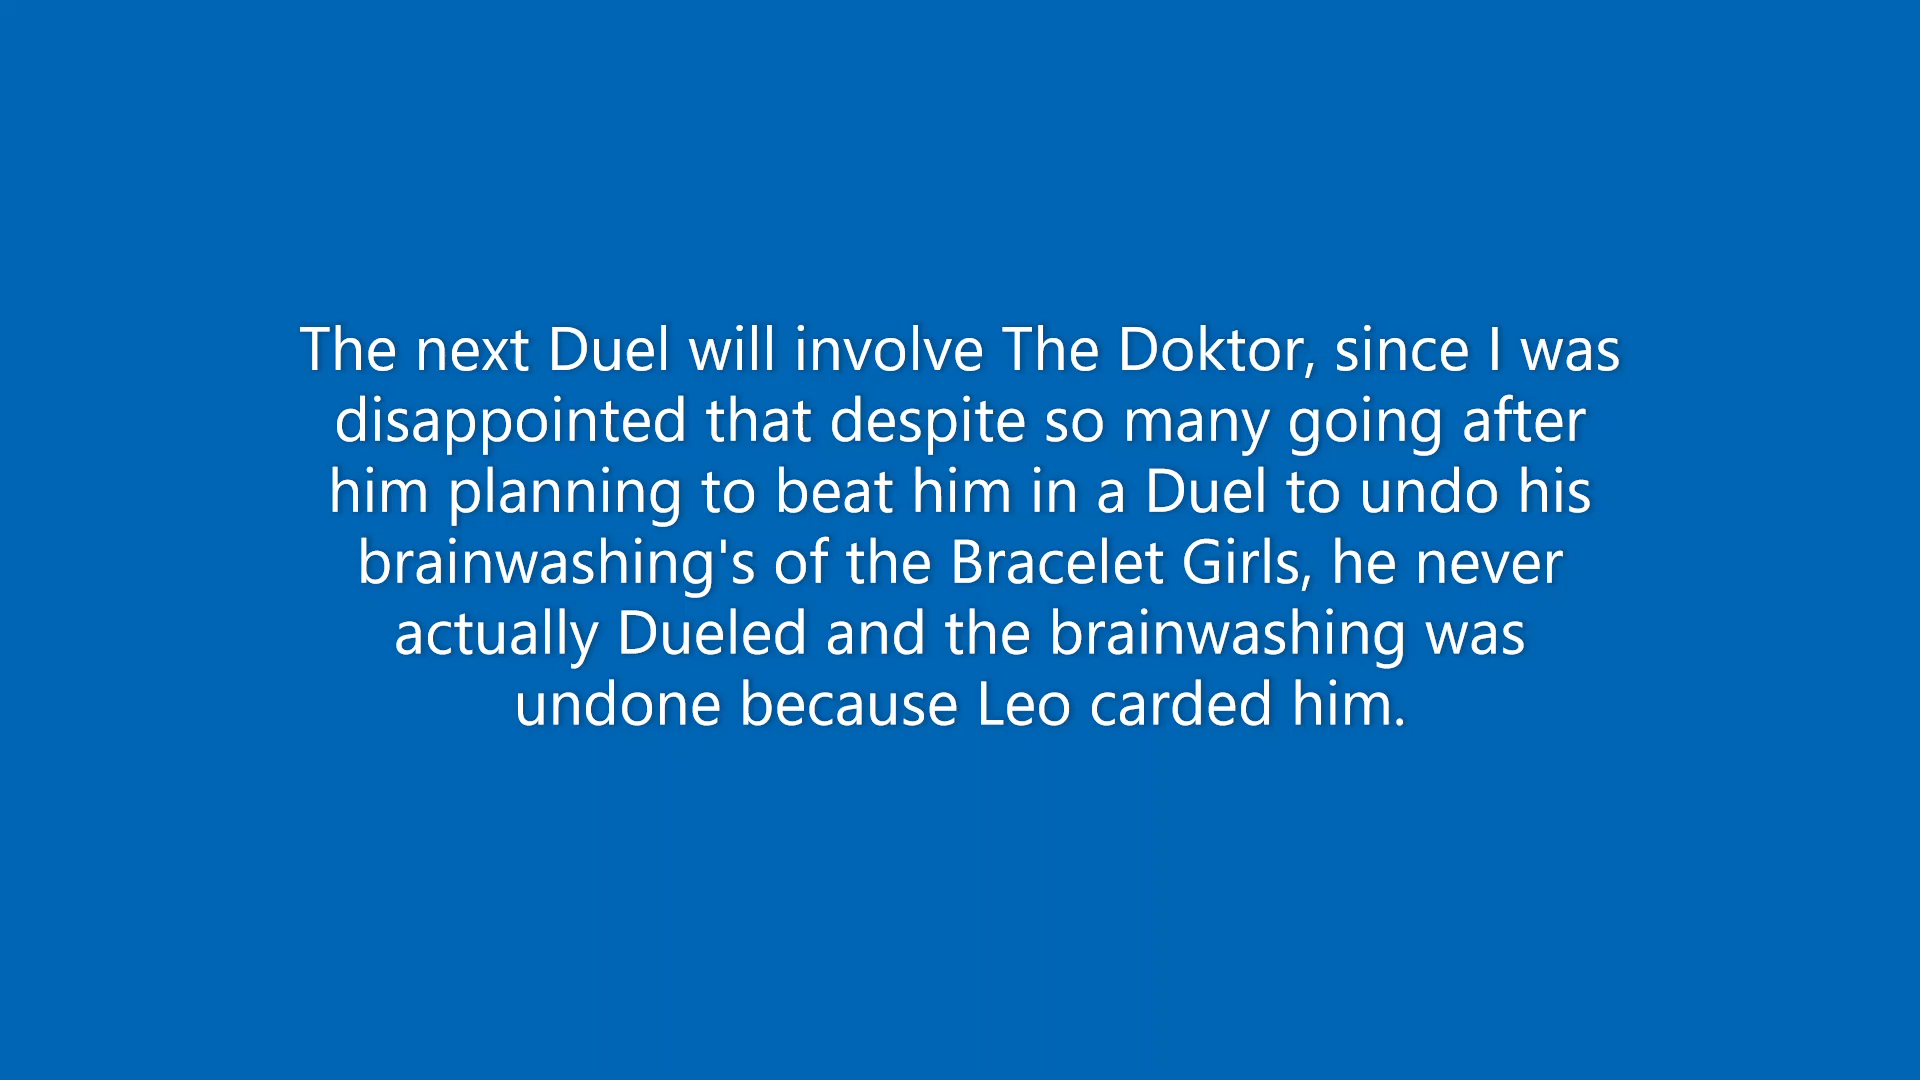 The next Duel will involve The Doktor, since I was
disappointed that despite so many going after
him planning to beat him in a Duel to undo his
brainwashing's of the Bracelet Girls, he never
actually Dueled and the brainwashing was
undone because Leo carded him.